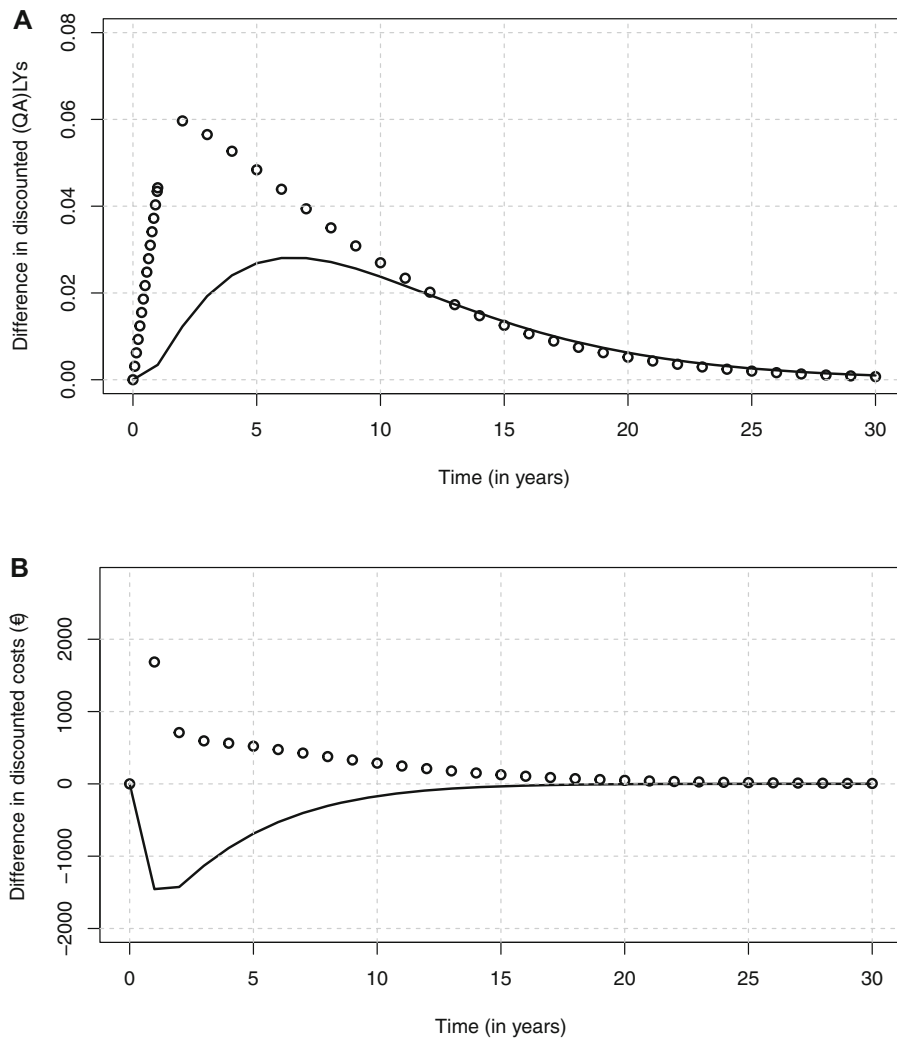 A
Difference in discounted (QA)LYs
0.08
0.06
0.04
0.02
0.00
0 5 10 15 20 25 30
Time (in years)
B
Difference in discounted costs (€)
2000
1000
0
−1000
−2000
0 5 10 15 20 25 30
Time (in years)